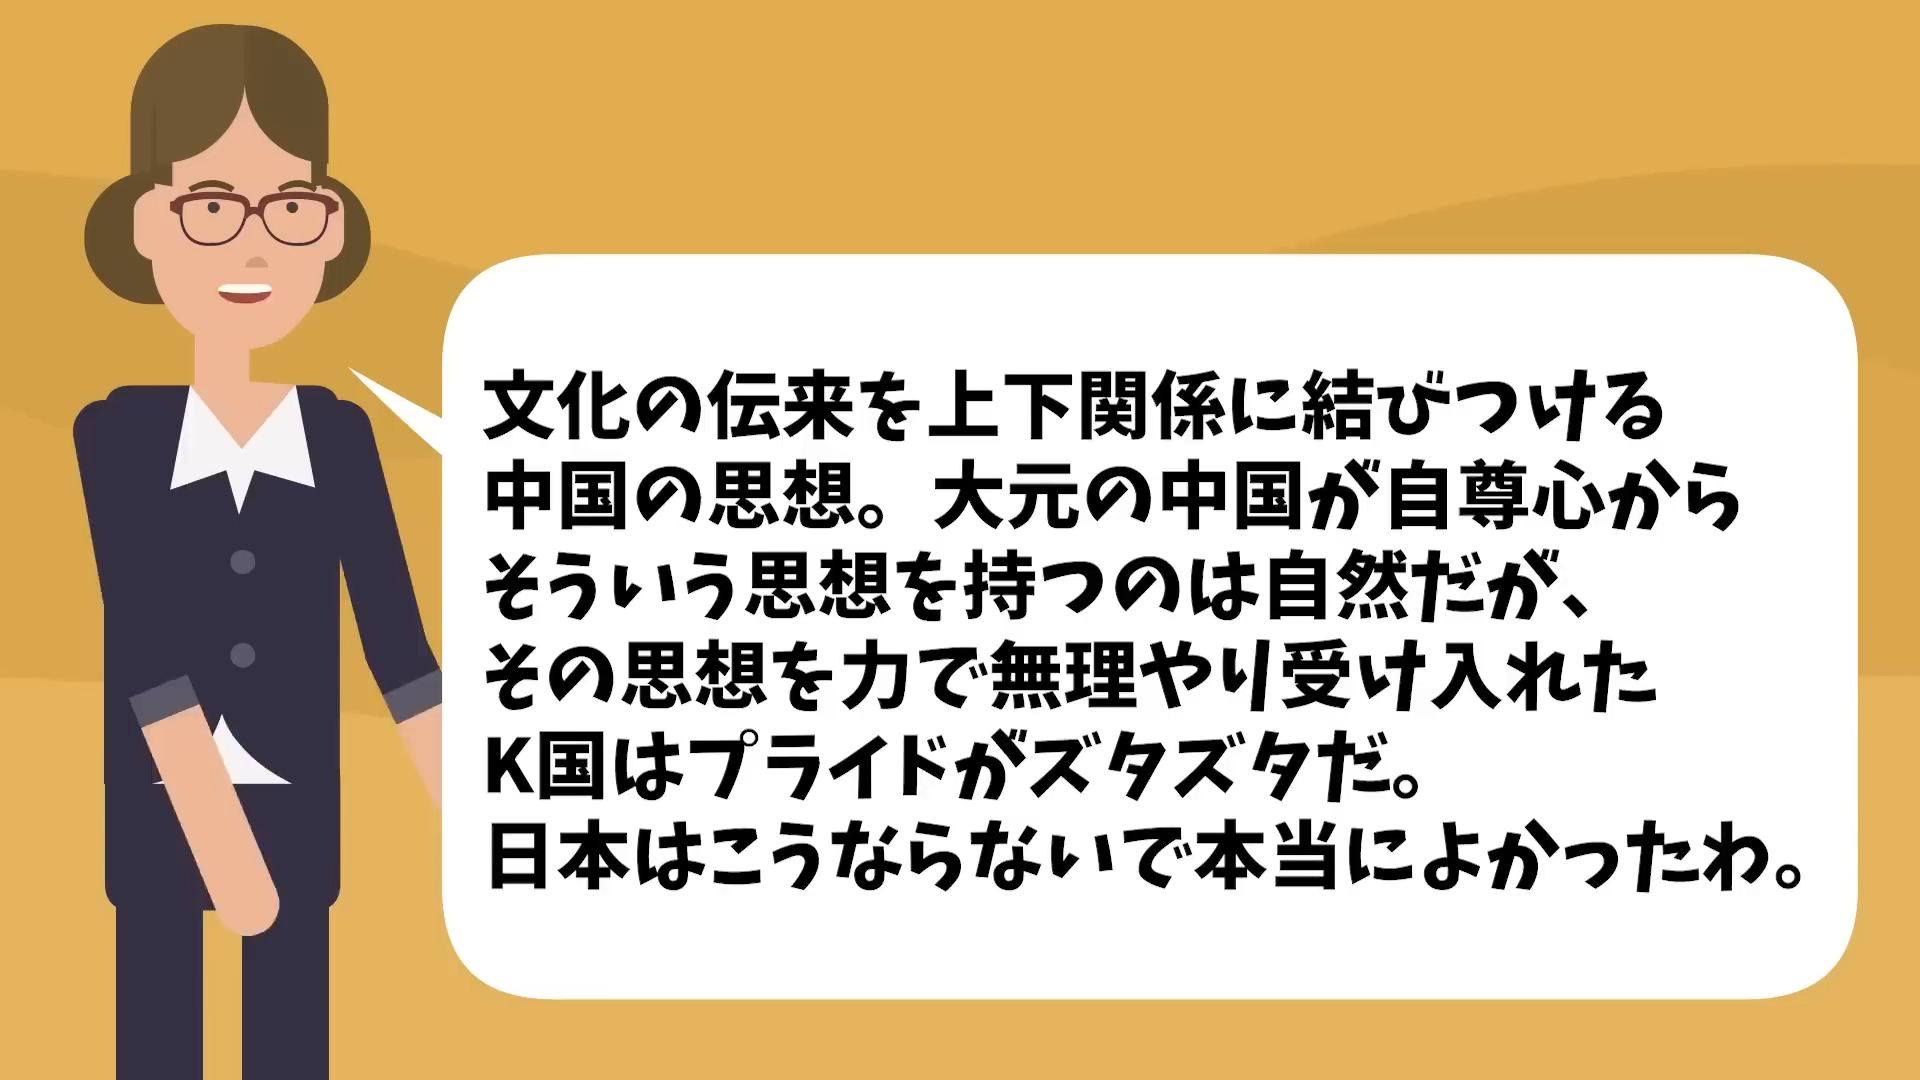 文化の伝来を上下関係に結びつける
中国の思想。大元の中国が自尊心から
そういう思想を持つのは自然だが、
その思想を力で無理やり受け入れた
K国はプライドがズタズタだ。
日本はこうならないで本当によかったわ。